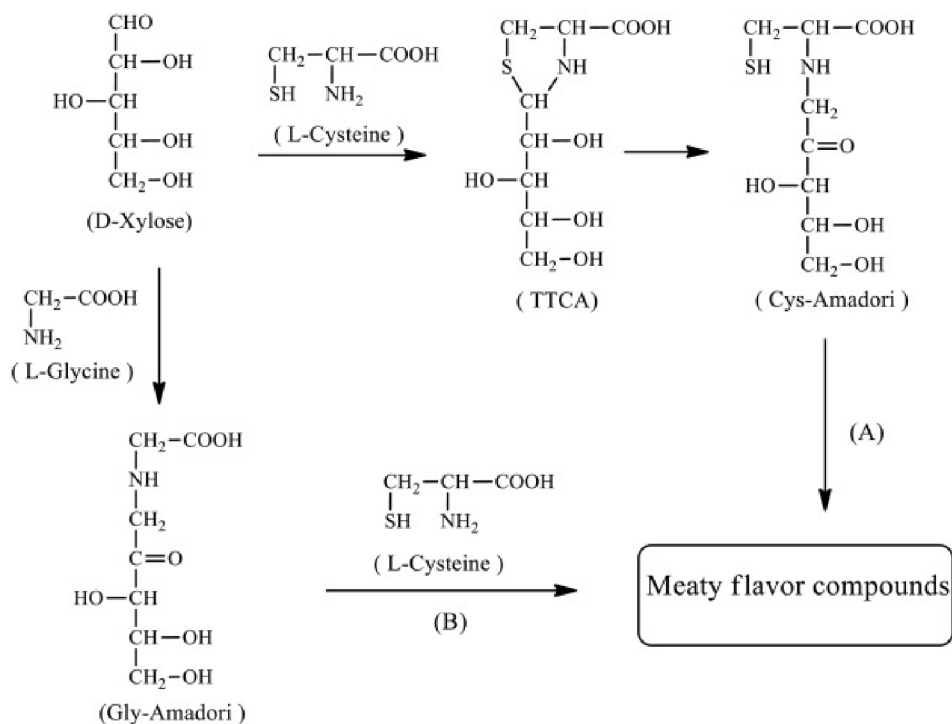 CHO
CH—OH
HO—CH
CH—OH
CH₂—OH
(D-Xylose)
CH₂—CH—COOH
SH NH₂
( L-Cysteine )
CH₂—CH—COOH
S NH
CH
CH—OH
HO—CH
CH—OH
CH₂—OH
( TTCA)
CH₂—CH—COOH
SH NH
CH₂
C=O
HO—CH
CH—OH
CH₂—OH
( Cys-Amadori )
CH₂—COOH
NH₂
( L-Glycine )
(A)
CH₂—COOH
NH
CH₂
C=O
HO—CH
CH—OH
CH₂—OH
(Gly-Amadori )
CH₂—CH—COOH
SH NH₂
( L-Cysteine )
(B)
Meaty flavor compounds